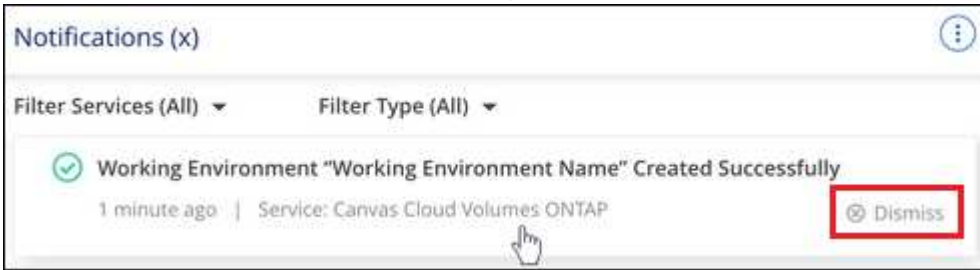 Notifications (x)
Filter Services (All) Filter Type (All)
Working Environment “Working Environment Name” Created Successfully
1 minute ago | Service: Canvas Cloud Volumes ONTAP Dismiss